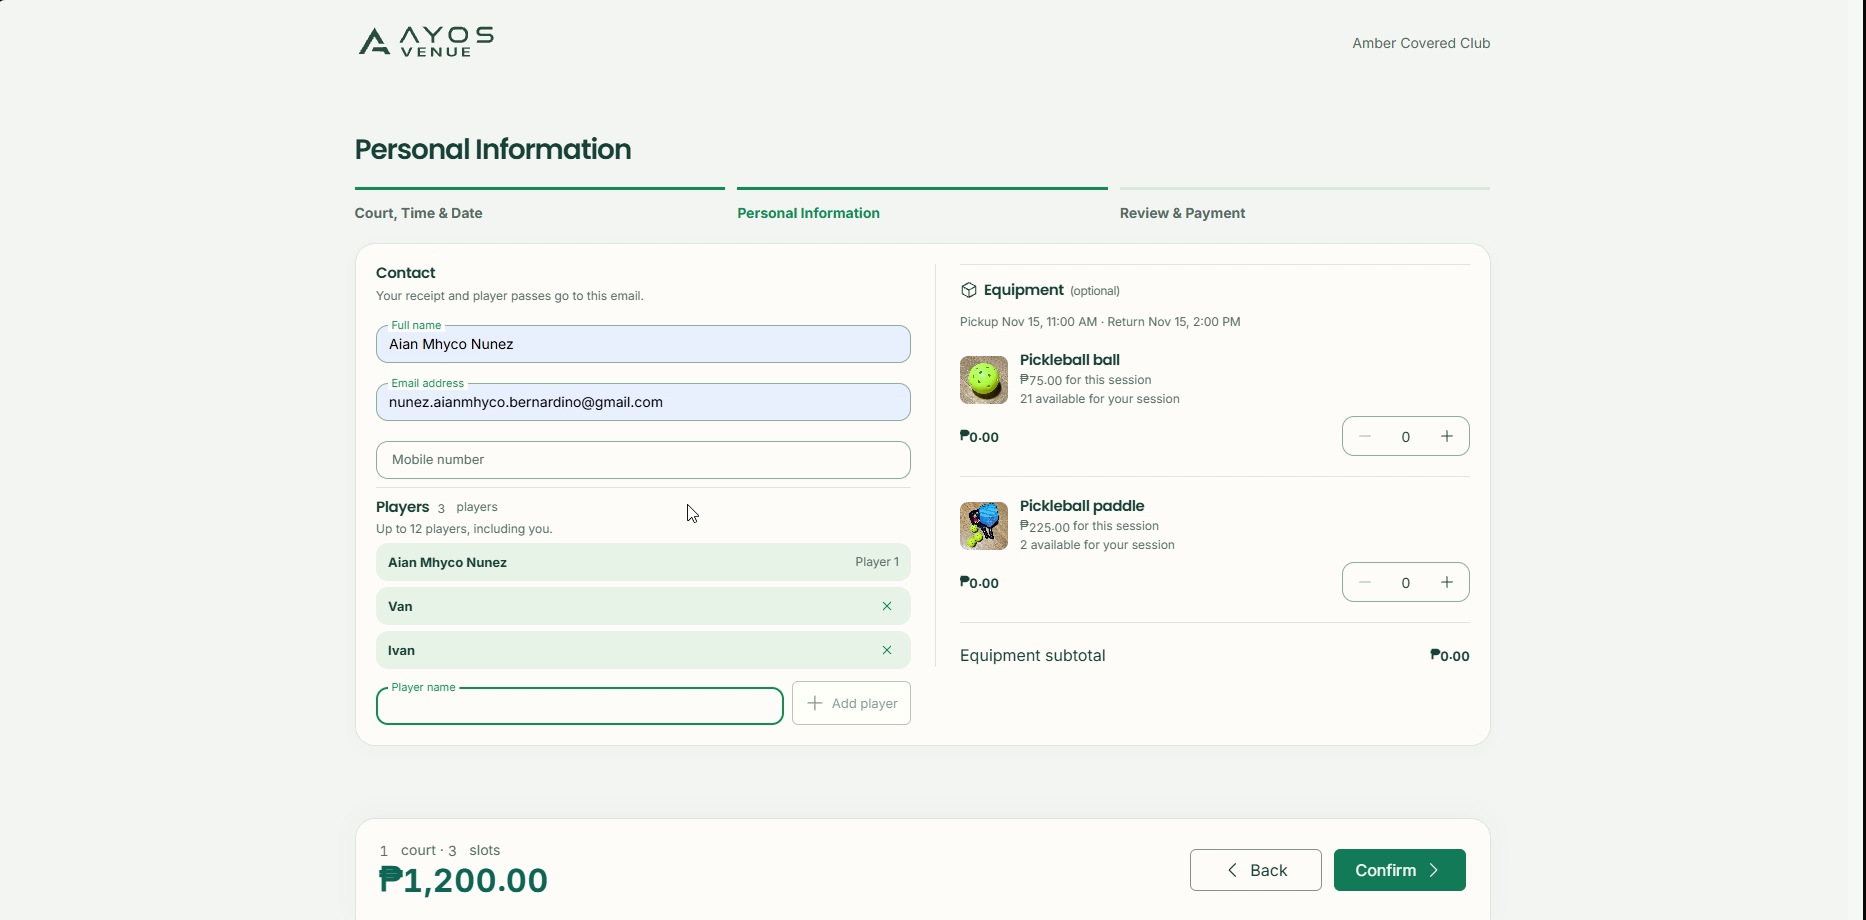 AYOS
VENUE
Amber Covered Club
Personal Information
Court, Time & Date
Personal Information
Review & Payment
Contact
Your receipt and player passes go to this email.
Full name
Aian Mhyco Nunez
Email address
nunez.aianmhyco.bernardino@gmail.com
Mobile number
Players 3 players
Up to 12 players, including you.
Aian Mhyco Nunez Player 1
Van
Ivan
Player name
Add player
Equipment (optional)
Pickup Nov 15, 11:00 AM · Return Nov 15, 2:00 PM
Pickleball ball
₱75.00 for this session
21 available for your session
₱0.00
0
Pickleball paddle
₱225.00 for this session
2 available for your session
₱0.00
0
Equipment subtotal ₱0.00
1 court · 3 slots
₱1,200.00
Back
Confirm